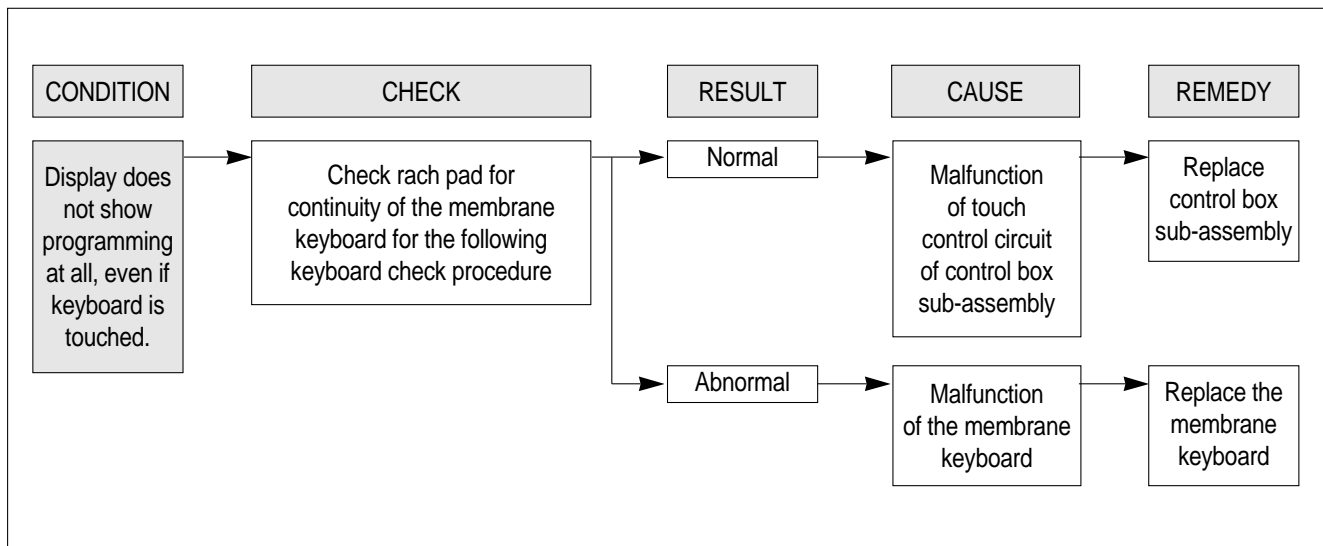 CONDITION
CHECK
RESULT
CAUSE
REMEDY
Display does
not show
programming
at all, even if
keyboard is
touched.
Check rach pad for
continuity of the membrane
keyboard for the following
keyboard check procedure
Normal
Malfunction
of touch
control circuit
of control box
sub-assembly
Replace
control box
sub-assembly
Abnormal
Malfunction
of the membrane
keyboard
Replace the
membrane
keyboard